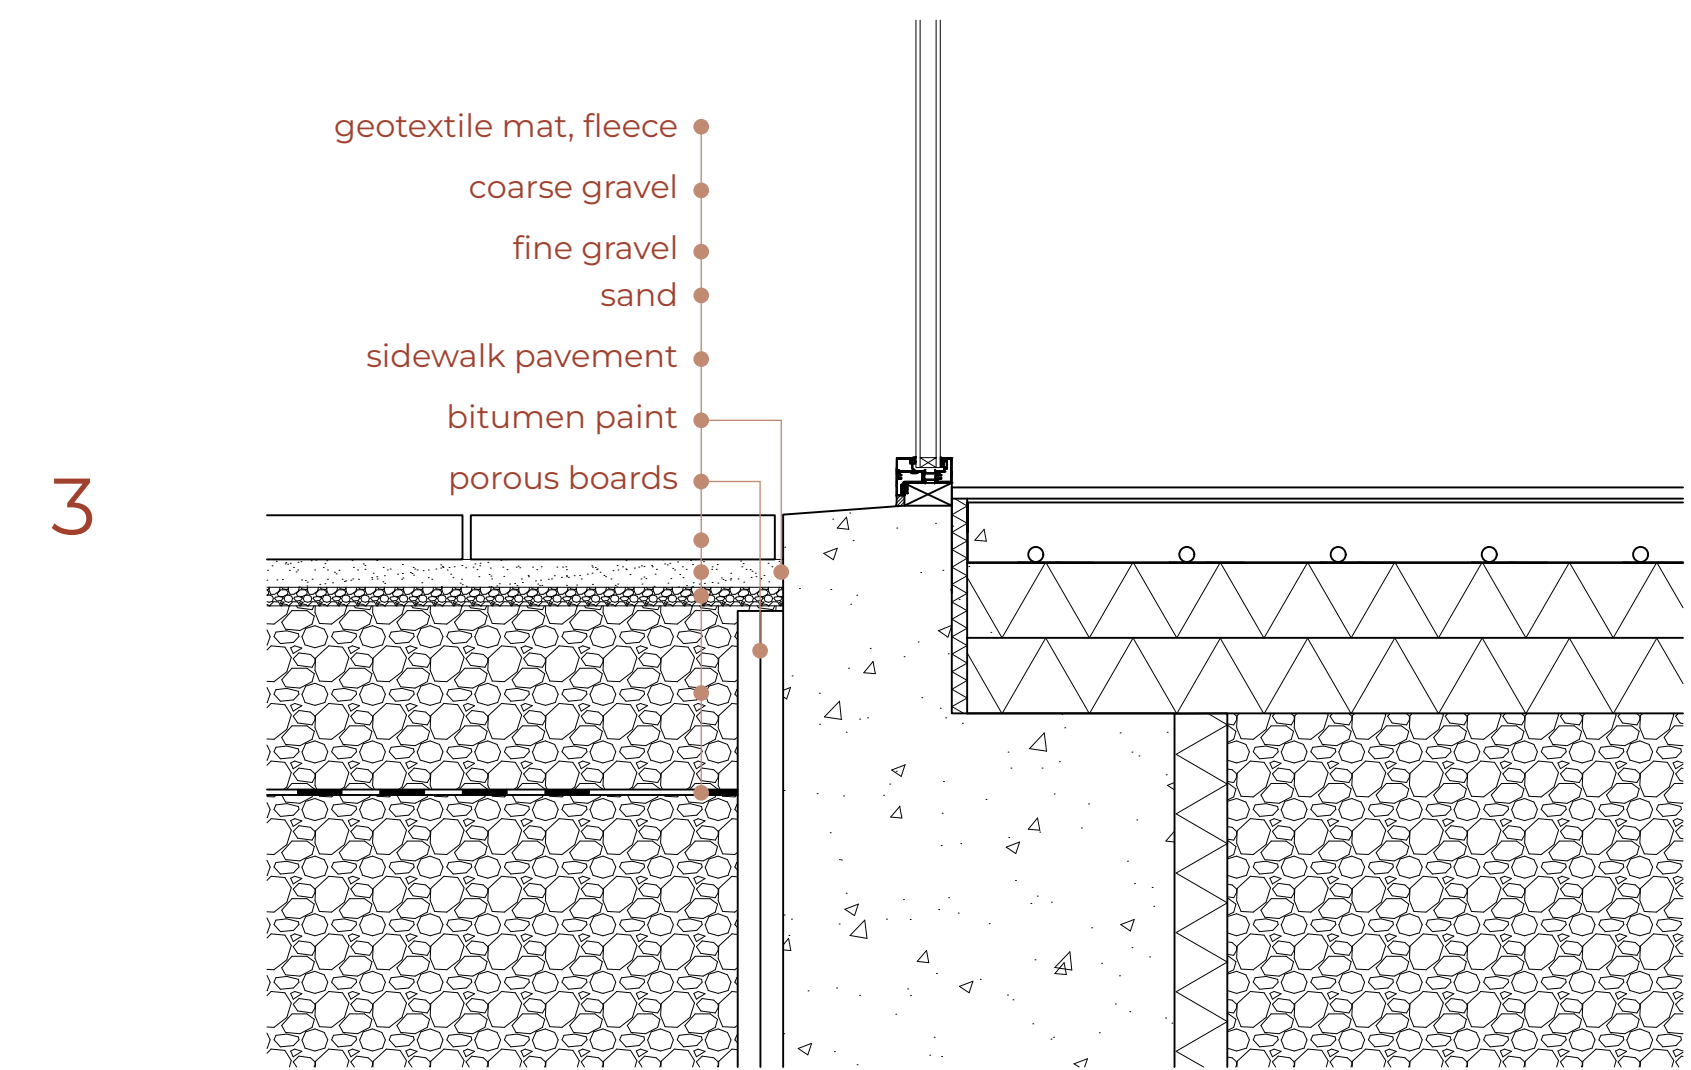 geotextile mat, fleece
coarse gravel
fine gravel
sand
sidewalk pavement
bitumen paint
porous boards
3